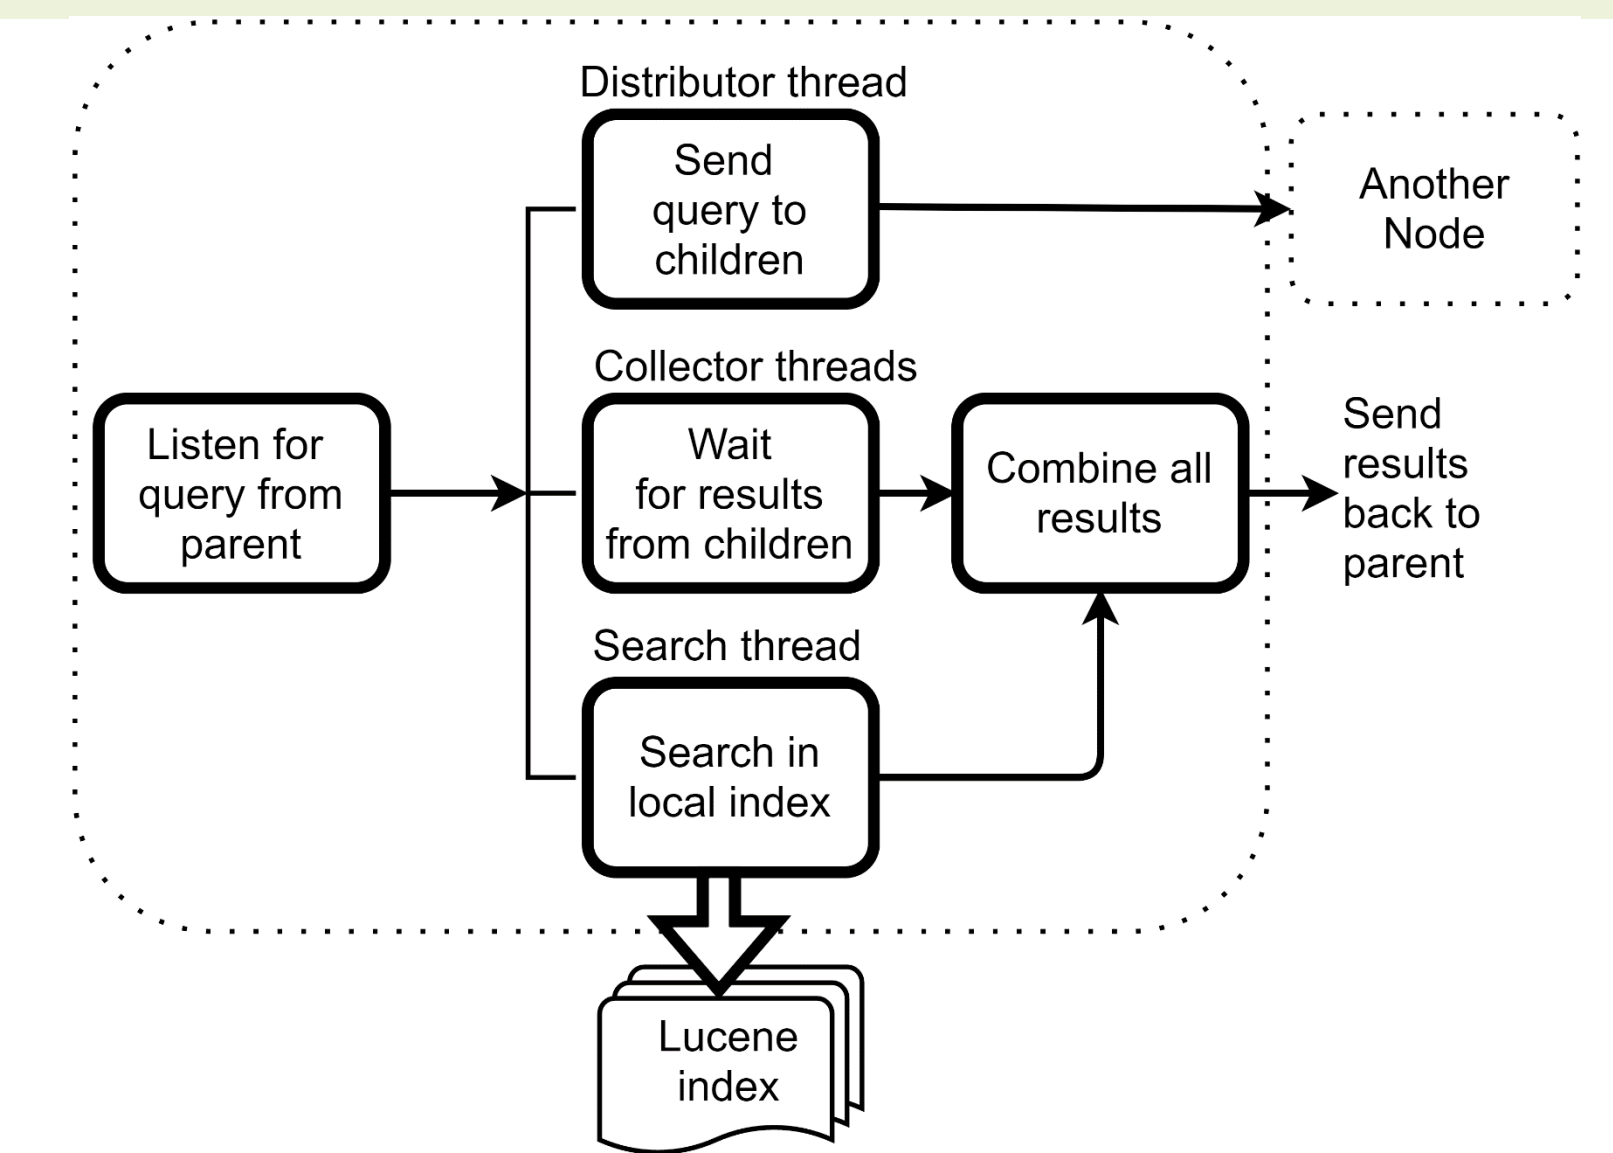 Distributor thread
Send
query to
children
Another
Node
Collector threads
Listen for
query from
parent
Wait
for results
from children
Combine all
results
Send
results
back to
parent
Search thread
Search in
local index
Lucene
index